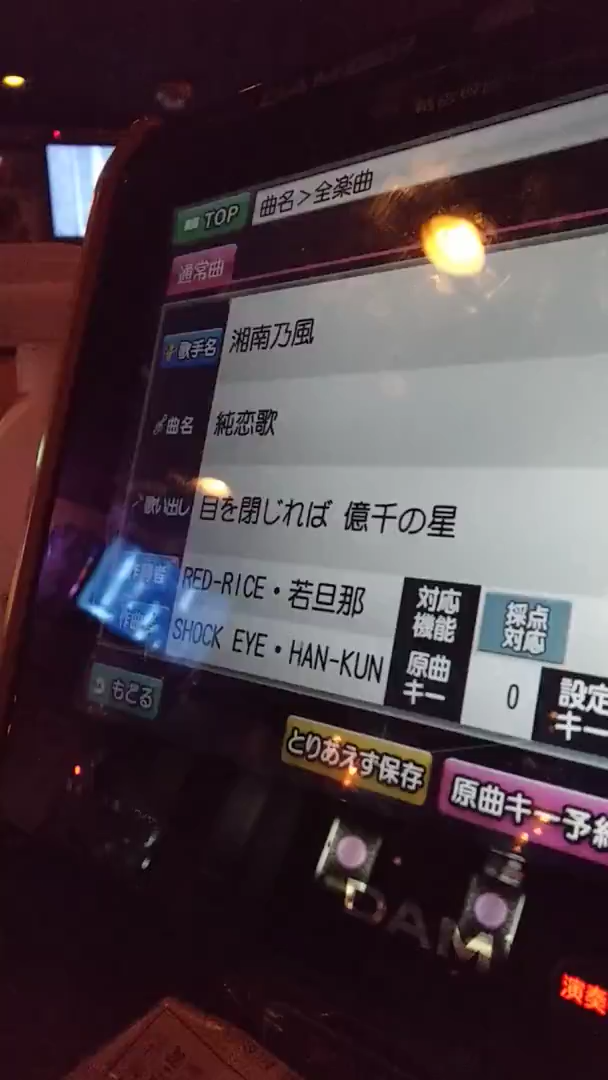 TOP
曲名＞全楽曲
通常曲
歌手名 湘南乃風
曲名 純恋歌
歌い出し 目を閉じれば 億千の星
RED-RICE・若旦那
SHOCK EYE・HAN-KUN
対応機能
採点対応
原曲キー 0
設定キー
もどる
とりあえず保存
原曲キー予約
DAM
演奏